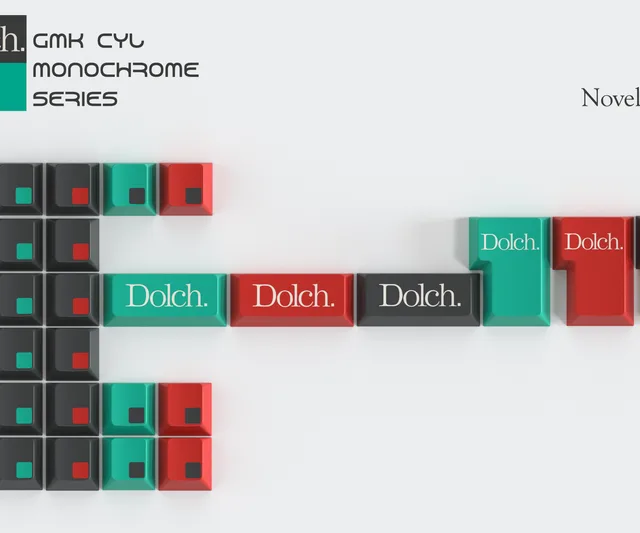 h.
GMK CYL
MONOCHROME
SERIES
Novel
Dolch.
Dolch.
Dolch.
Dolch.
Dolch.